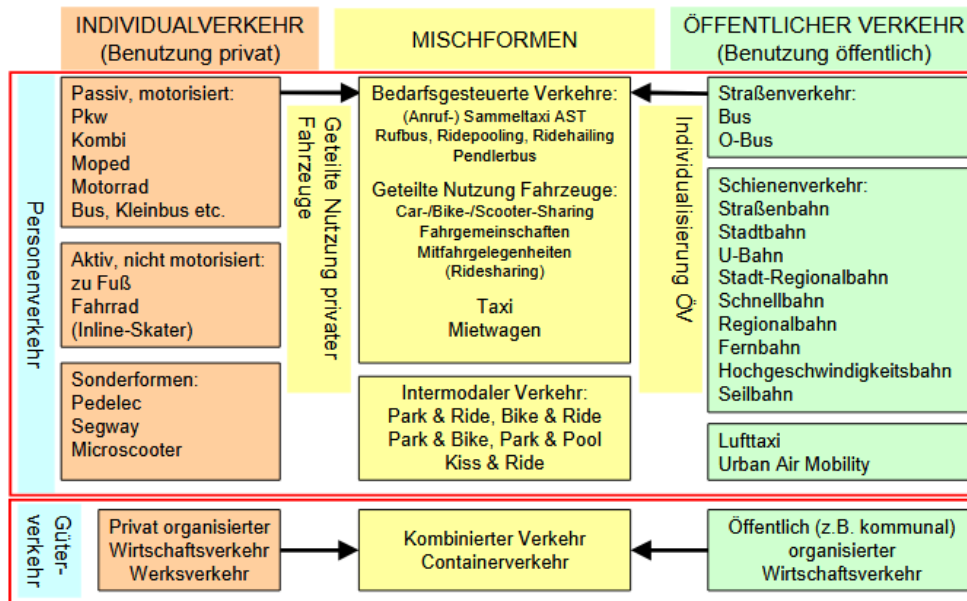 INDIVIDUALVERKEHR
(Benutzung privat)
MISCHFORMEN
ÖFFENTLICHER VERKEHR
(Benutzung öffentlich)
Personenverkehr
Passiv, motorisiert:
Pkw
Kombi
Moped
Motorrad
Bus, Kleinbus etc.
Aktiv, nicht motorisiert:
zu Fuß
Fahrrad
(Inline-Skater)
Sonderformen:
Pedelec
Segway
Microscooter
Geteilte Nutzung privater
Fahrzeuge
Bedarfsgesteuerte Verkehre:
(Anruf-) Sammeltaxi AST
Rufbus, Ridepooling, Ridehailing
Pendlerbus
Geteilte Nutzung Fahrzeuge:
Car-/Bike-/Scooter-Sharing
Fahrgemeinschaften
Mitfahrgelegenheiten
(Ridesharing)
Taxi
Mietwagen
Intermodaler Verkehr:
Park & Ride, Bike & Ride
Park & Bike, Park & Pool
Kiss & Ride
Individualisierung
ÖV
Straßenverkehr:
Bus
O-Bus
Schienenverkehr:
Straßenbahn
Stadtbahn
U-Bahn
Stadt-Regionalbahn
Schnellbahn
Regionalbahn
Fernbahn
Hochgeschwindigkeitsbahn
Seilbahn
Lufttaxi
Urban Air Mobility
Güter-
verkehr
Privat organisierter
Wirtschaftsverkehr
Werksverkehr
Kombinierter Verkehr
Containerverkehr
Öffentlich (z.B. kommunal)
organisierter
Wirtschaftsverkehr